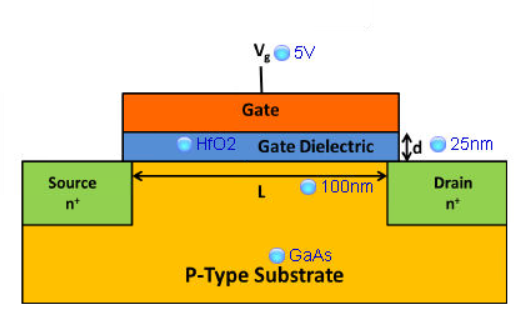 Vg 5V
Gate
HfO2 Gate Dielectric d 25nm
Source
n+
L 100nm
Drain
n+
GaAs
P-Type Substrate